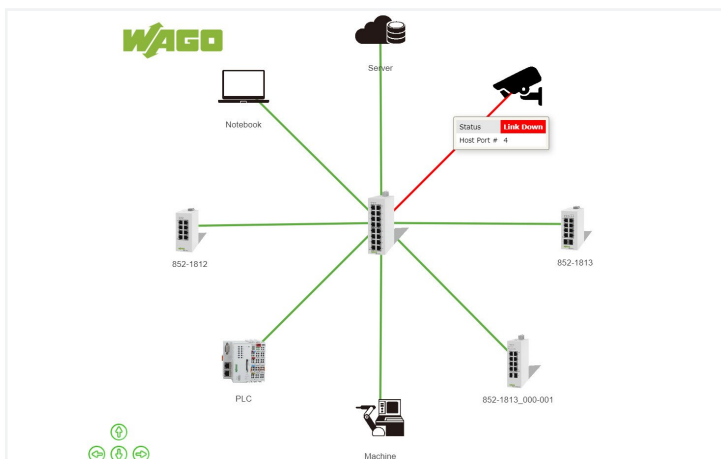 WAGO
Server
Notebook
Status Link Down
Host Port # 4
852-1812
852-1813
PLC
852-1813_000-001
Machine